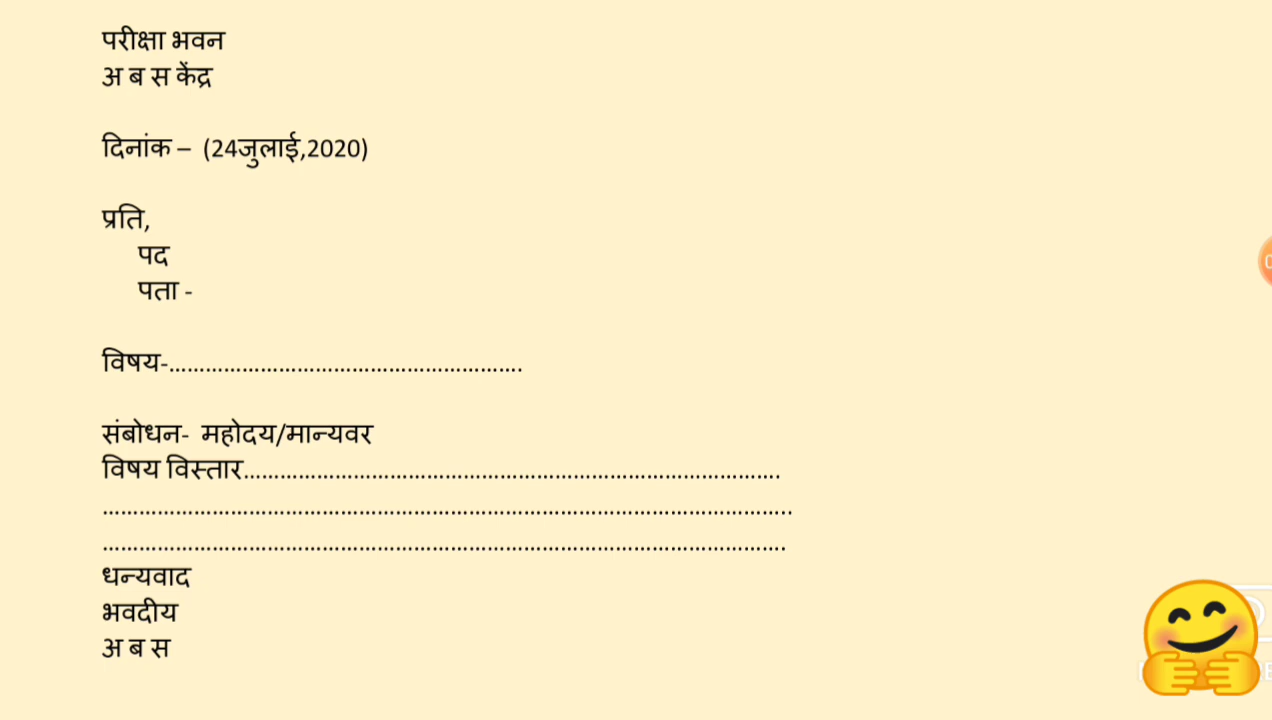 परीक्षा भवन
अ ब स केंद्र
दिनांक – (24जुलाई,2020)
प्रति,
पद
पता -
विषय-.........................................................
संबोधन- महोदय/मान्यवर
विषय विस्तार.......................................................................................
................................................................................................................
...............................................................................................................
धन्यवाद
भवदीय
अ ब स